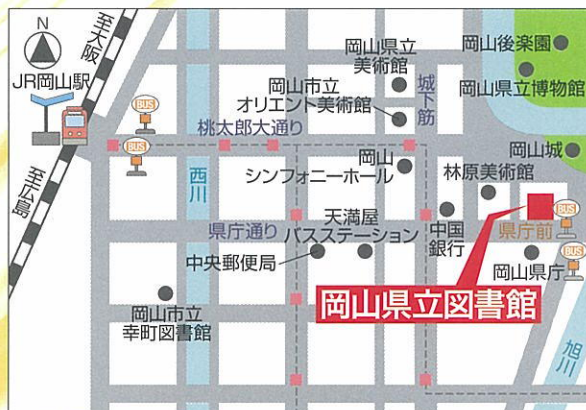 至大阪
N
JR岡山駅
至広島
BUS
BUS
西川
桃太郎大通り
岡山県立
美術館
岡山市立
オリエント美術館
城下筋
岡山後楽園
岡山県立博物館
岡山城
岡山
シンフォニーホール
林原美術館
県庁通り
天満屋
バスステーション
中央郵便局
中国
銀行
県庁前
BUS
BUS
岡山県庁
岡山県立図書館
岡山市立
幸町図書館
旭川